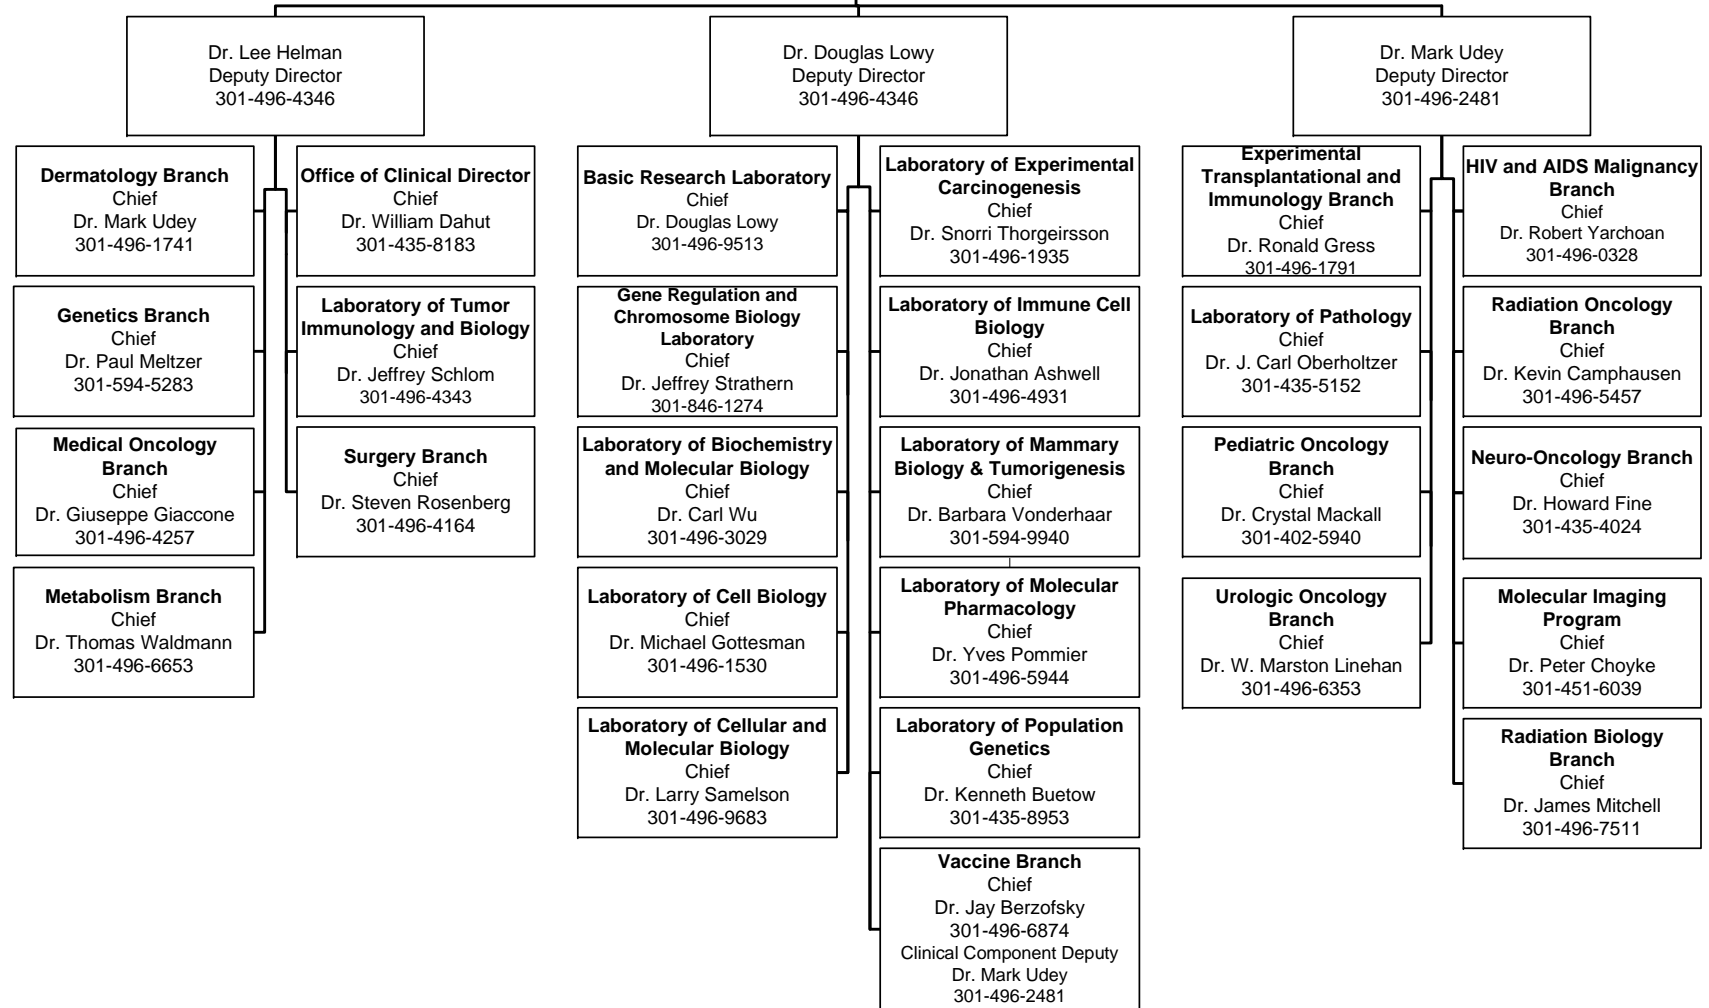 Dr. Lee Helman
Deputy Director
301-496-4346
Dr. Douglas Lowy
Deputy Director
301-496-4346
Dr. Mark Udey
Deputy Director
301-496-2481
Dermatology Branch
Chief
Dr. Mark Udey
301-496-1741
Office of Clinical Director
Chief
Dr. William Dahut
301-435-8183
Genetics Branch
Chief
Dr. Paul Meltzer
301-594-5283
Laboratory of Tumor
Immunology and Biology
Chief
Dr. Jeffrey Schlom
301-496-4343
Medical Oncology
Branch
Chief
Dr. Giuseppe Giaccone
301-496-4257
Surgery Branch
Chief
Dr. Steven Rosenberg
301-496-4164
Metabolism Branch
Chief
Dr. Thomas Waldmann
301-496-6653
Basic Research Laboratory
Chief
Dr. Douglas Lowy
301-496-9513
Laboratory of Experimental
Carcinogenesis
Chief
Dr. Snorri Thorgeirsson
301-496-1935
Gene Regulation and
Chromosome Biology
Laboratory
Chief
Dr. Jeffrey Strathern
301-846-1274
Laboratory of Immune Cell
Biology
Chief
Dr. Jonathan Ashwell
301-496-4931
Laboratory of Biochemistry
and Molecular Biology
Chief
Dr. Carl Wu
301-496-3029
Laboratory of Mammary
Biology & Tumorigenesis
Chief
Dr. Barbara Vonderhaar
301-594-9940
Laboratory of Cell Biology
Chief
Dr. Michael Gottesman
301-496-1530
Laboratory of Molecular
Pharmacology
Chief
Dr. Yves Pommier
301-496-5944
Laboratory of Cellular and
Molecular Biology
Chief
Dr. Larry Samelson
301-496-9683
Laboratory of Population
Genetics
Chief
Dr. Kenneth Buetow
301-435-8953
Vaccine Branch
Chief
Dr. Jay Berzofsky
301-496-6874
Clinical Component Deputy
Dr. Mark Udey
301-496-2481
Experimental
Transplantational and
Immunology Branch
Chief
Dr. Ronald Gress
301-496-1791
HIV and AIDS Malignancy
Branch
Chief
Dr. Robert Yarchoan
301-496-0328
Laboratory of Pathology
Chief
Dr. J. Carl Oberholtzer
301-435-5152
Radiation Oncology
Branch
Chief
Dr. Kevin Camphausen
301-496-5457
Pediatric Oncology
Branch
Chief
Dr. Crystal Mackall
301-402-5940
Neuro-Oncology Branch
Chief
Dr. Howard Fine
301-435-4024
Urologic Oncology
Branch
Chief
Dr. W. Marston Linehan
301-496-6353
Molecular Imaging
Program
Chief
Dr. Peter Choyke
301-451-6039
Radiation Biology
Branch
Chief
Dr. James Mitchell
301-496-7511